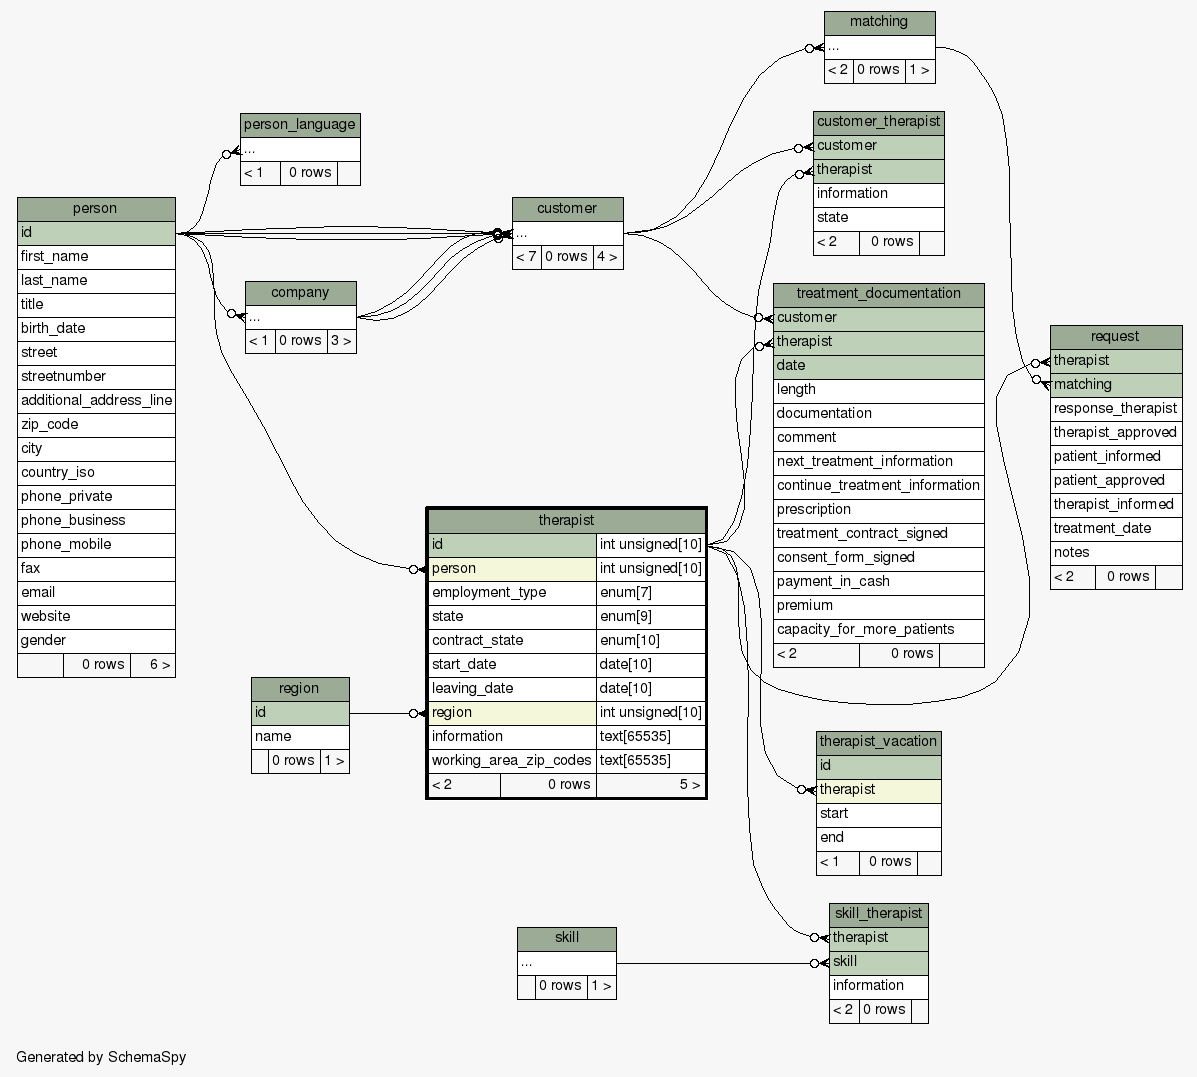 matching
...
< 2 0 rows 1 >
person_language
...
< 1 0 rows
customer_therapist
customer
therapist
information
state
< 2 0 rows
person
id
first_name
last_name
title
birth_date
street
streetnumber
additional_address_line
zip_code
city
country_iso
phone_private
phone_business
phone_mobile
fax
email
website
gender
0 rows 6 >
customer
...
< 7 0 rows 4 >
company
...
< 1 0 rows 3 >
treatment_documentation
customer
therapist
date
length
documentation
comment
next_treatment_information
continue_treatment_information
prescription
treatment_contract_signed
consent_form_signed
payment_in_cash
premium
capacity_for_more_patients
< 2 0 rows
request
therapist
matching
response_therapist
therapist_approved
patient_informed
patient_approved
therapist_informed
treatment_date
notes
< 2 0 rows
therapist
id int unsigned[10]
person int unsigned[10]
employment_type enum[7]
state enum[9]
contract_state enum[10]
start_date date[10]
leaving_date date[10]
region int unsigned[10]
information text[65535]
working_area_zip_codes text[65535]
< 2 0 rows 5 >
region
id
name
0 rows 1 >
therapist_vacation
id
therapist
start
end
< 1 0 rows
skill
...
0 rows 1 >
skill_therapist
therapist
skill
information
< 2 0 rows
Generated by SchemaSpy